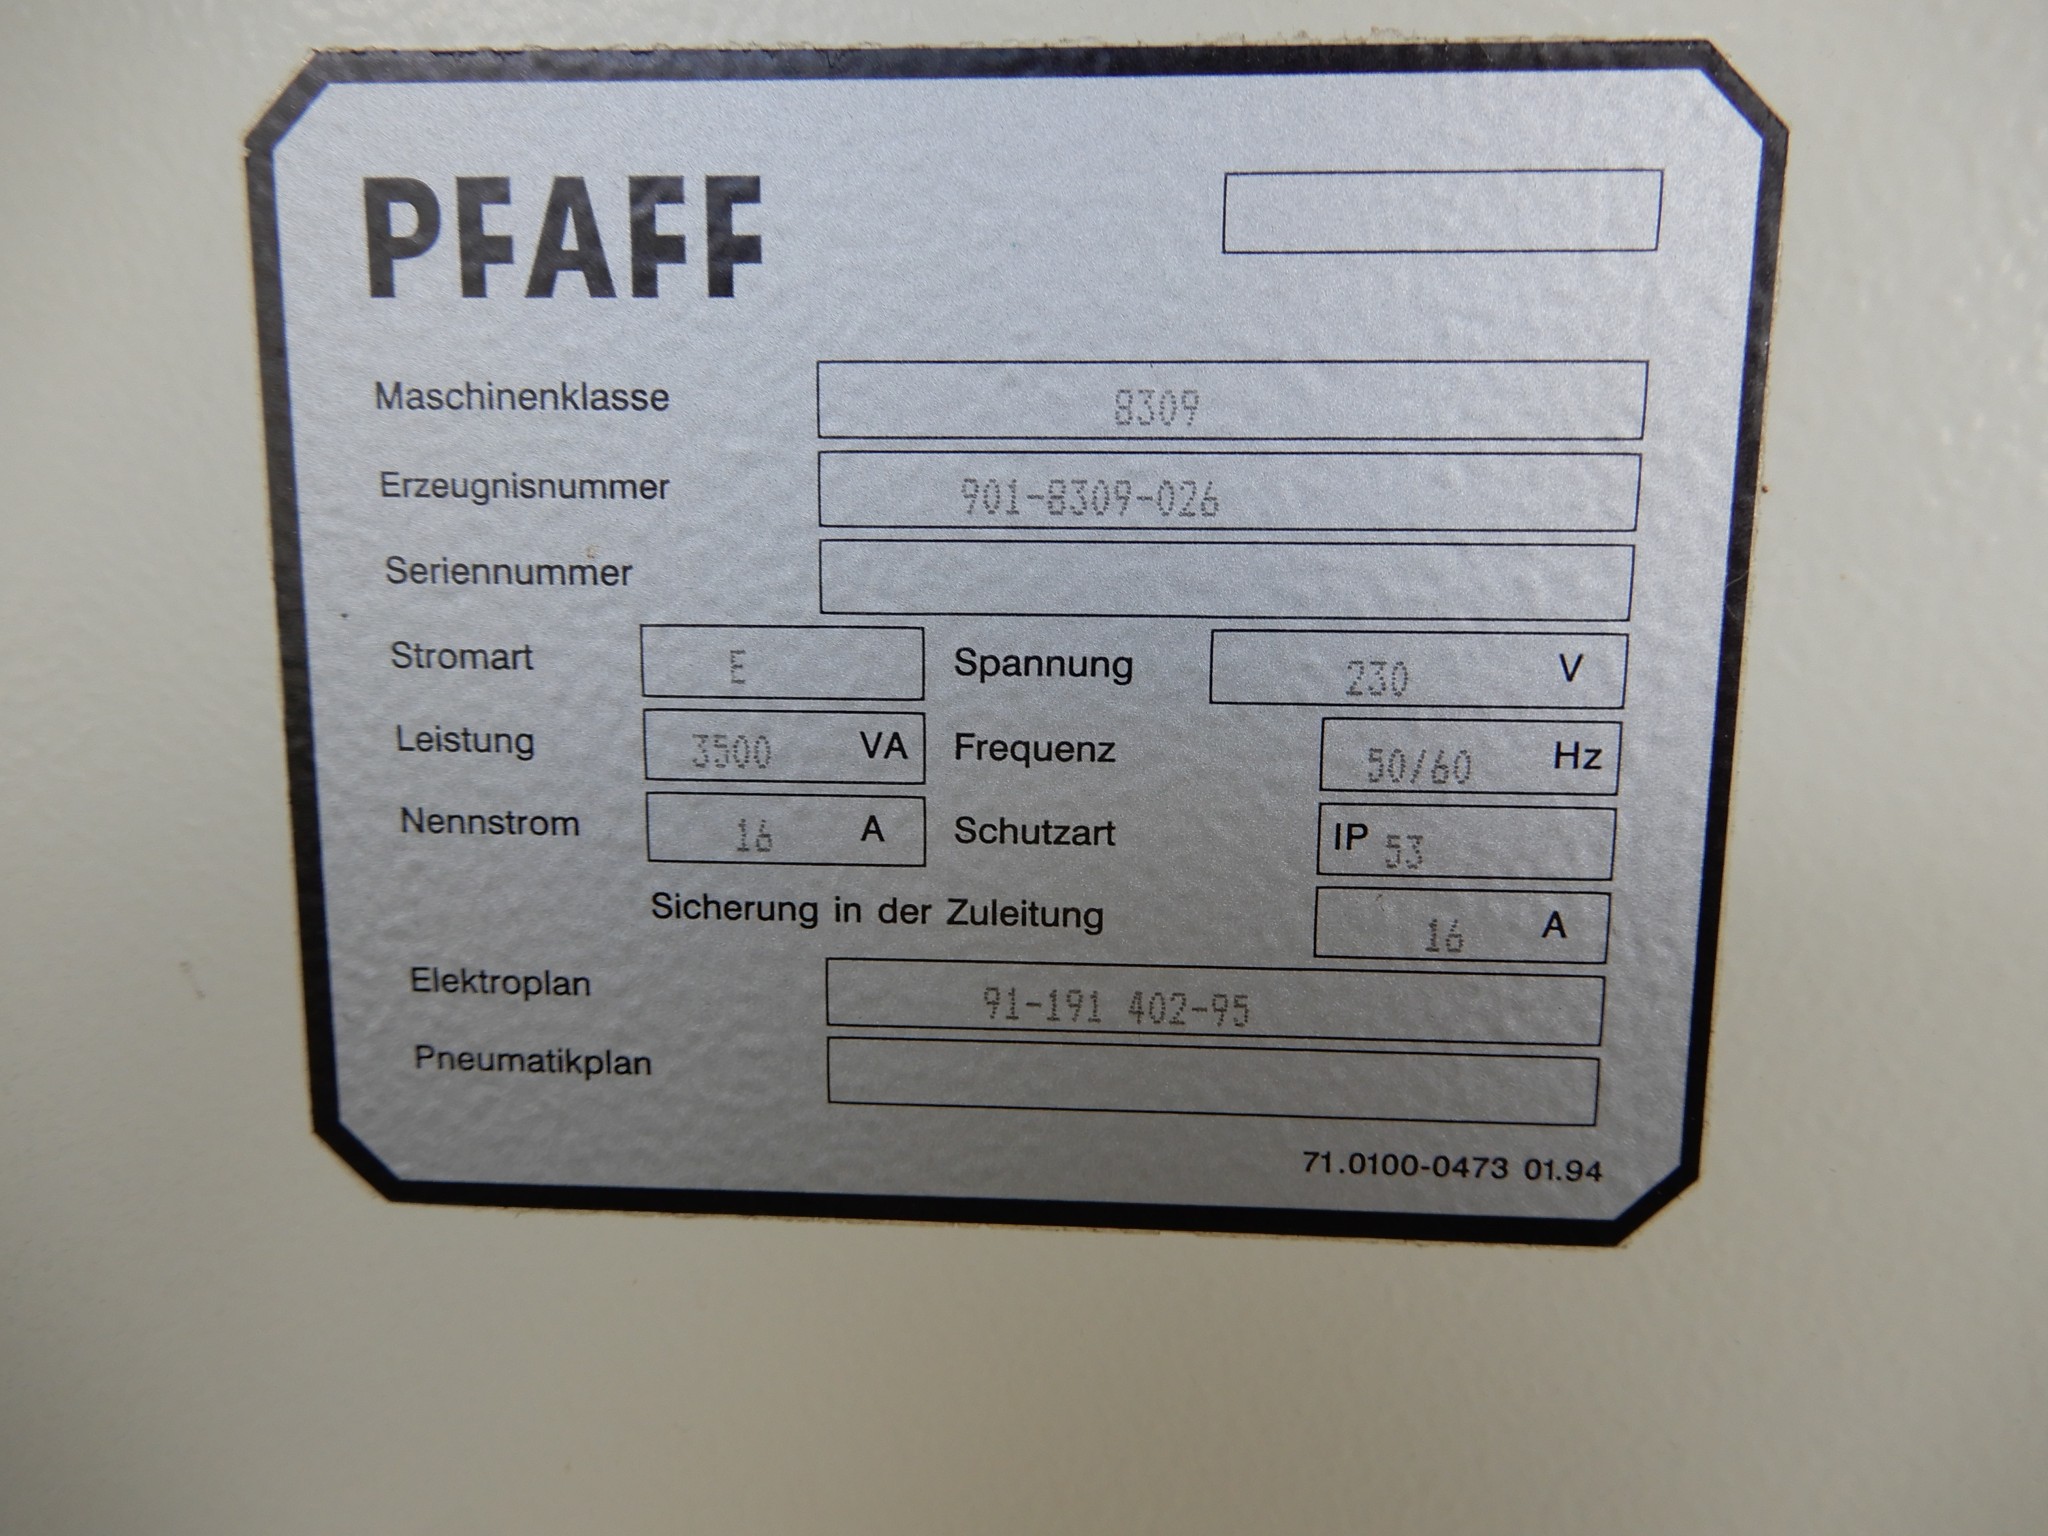 PFAFF
Maschinenklasse 8309
Erzeugnisnummer 901-8309-026
Seriennummer
Stromart E Spannung 230 V
Leistung 3500 VA Frequenz 50/60 Hz
Nennstrom 16 A Schutzart IP 53
Sicherung in der Zuleitung 16 A
Elektroplan 91-191 402-95
Pneumatikplan
71.0100-0473 01.94